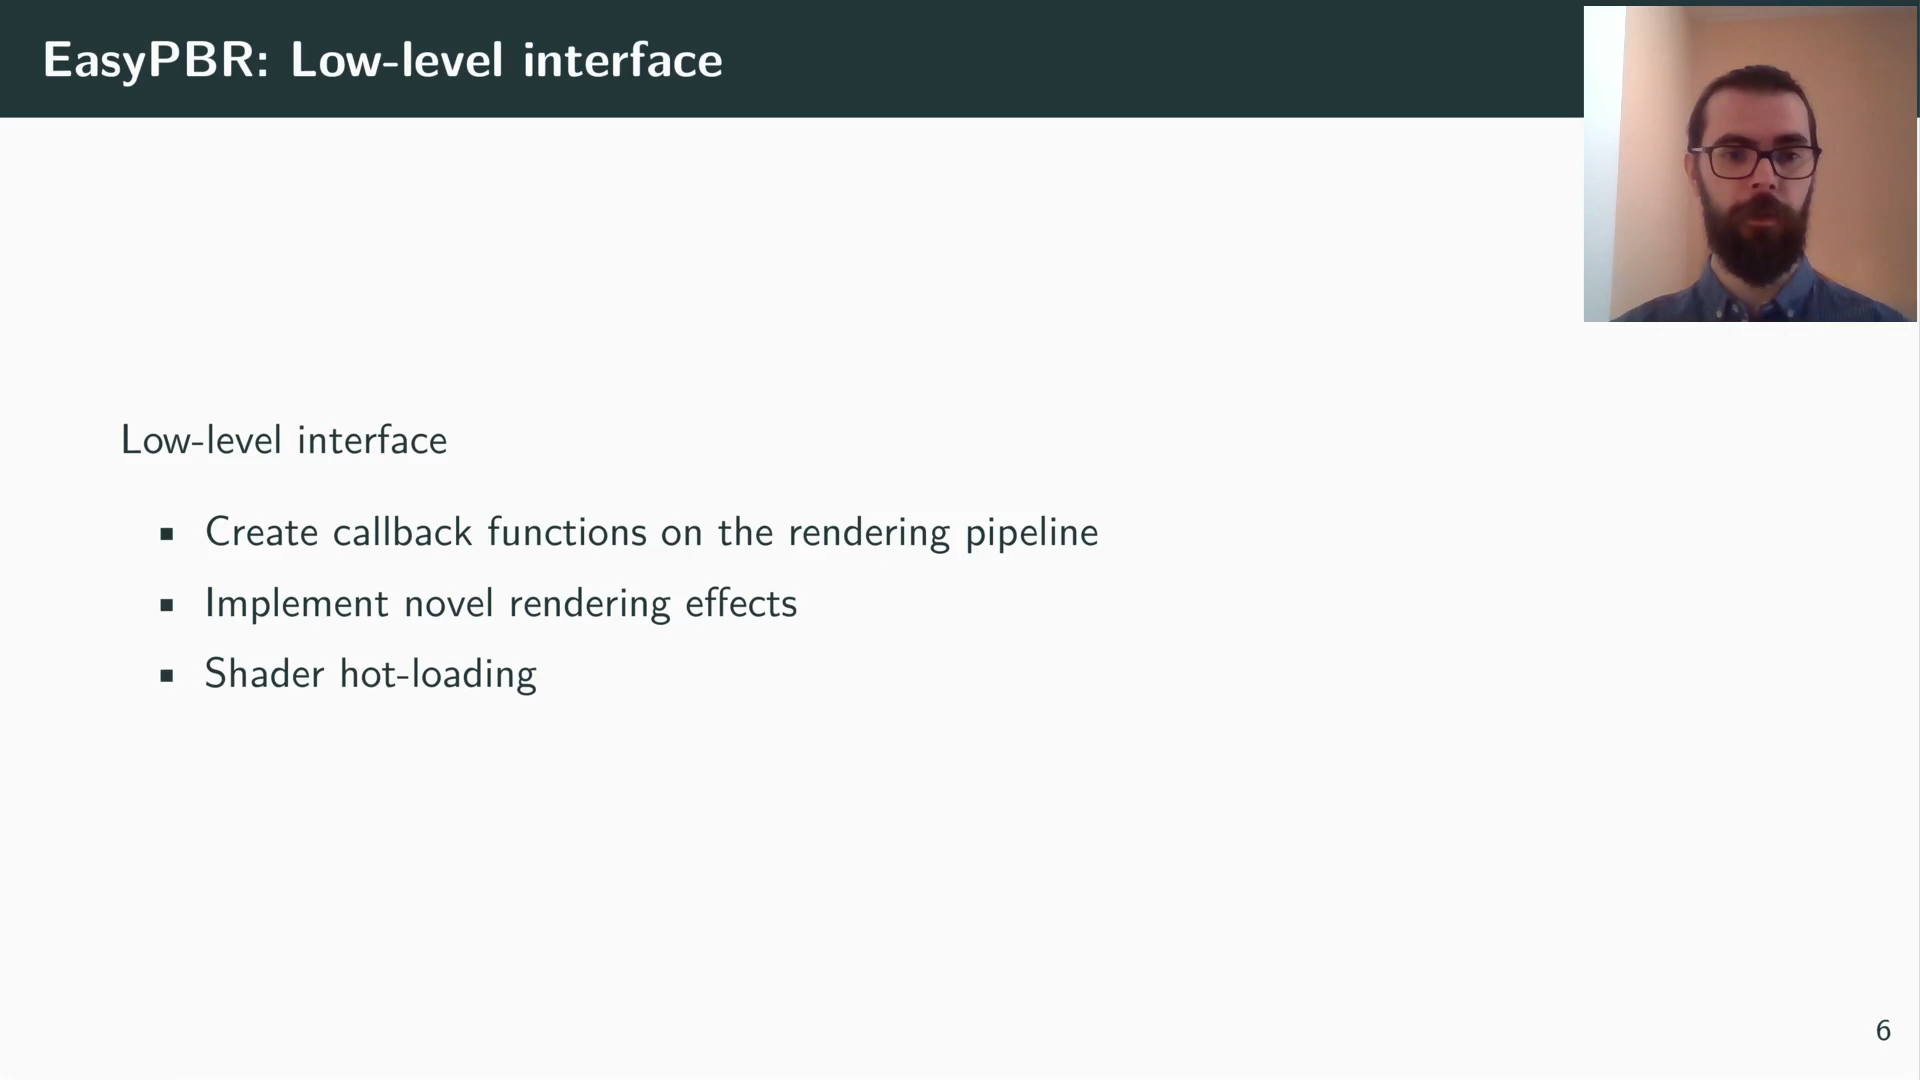 EasyPBR: Low-level interface
Low-level interface
▪ Create callback functions on the rendering pipeline
▪ Implement novel rendering effects
▪ Shader hot-loading
6